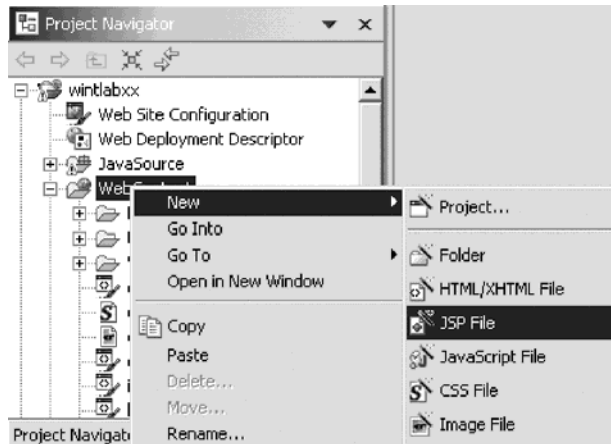 Project Navigator
wintlabxx
Web Site Configuration
Web Deployment Descriptor
JavaSource
New
Go Into
Go To
Open in New Window
Copy
Paste
Delete...
Move...
Rename...
Project...
Folder
HTML/XHTML File
JSP File
JavaScript File
CSS File
Image File
Project